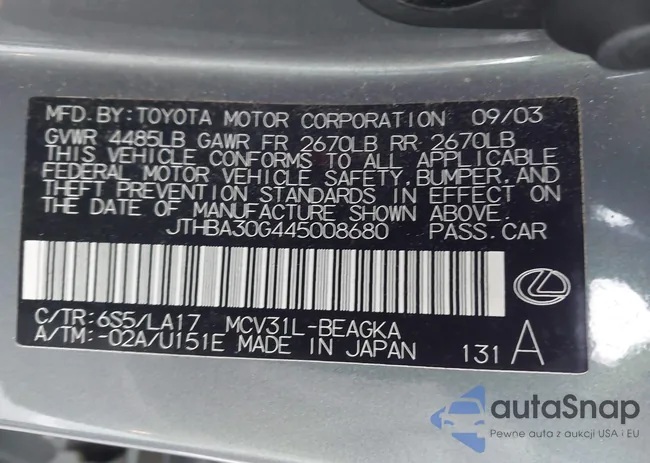 MFD. BY: TOYOTA MOTOR CORPORATION 09/03
GVWR 4485LB GAWR FR 2670LB RR 2670LB
THIS VEHICLE CONFORMS TO ALL APPLICABLE
FEDERAL MOTOR VEHICLE SAFETY, BUMPER, AND
THEFT PREVENTION STANDARDS IN EFFECT ON
THE DATE OF MANUFACTURE SHOWN ABOVE.
JTHBA30G445008680 PASS. CAR
C/TR: 6S5/LA17 MCV31L-BEAGKA
A/TM: -02A/U151E MADE IN JAPAN 131 A
autaSnap
Pewne auta z aukcji USA i EU